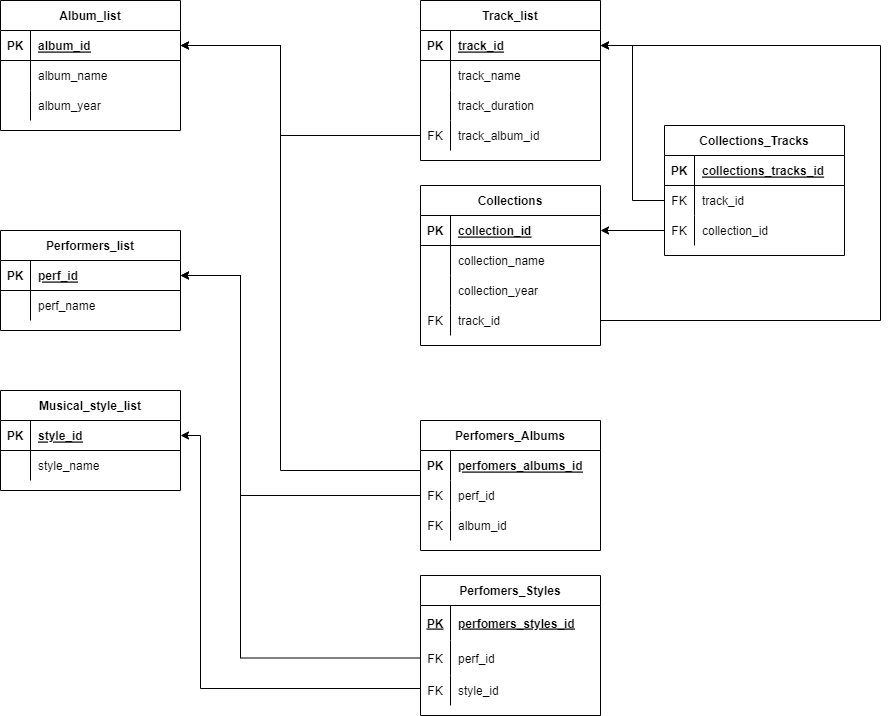 Album_list
PK album_id
album_name
album_year
Track_list
PK track_id
track_name
track_duration
FK track_album_id
Collections_Tracks
PK collections_tracks_id
FK track_id
FK collection_id
Collections
PK collection_id
collection_name
collection_year
FK track_id
Performers_list
PK perf_id
perf_name
Musical_style_list
PK style_id
style_name
Perfomers_Albums
PK perfomers_albums_id
FK perf_id
FK album_id
Perfomers_Styles
PK perfomers_styles_id
FK perf_id
FK style_id